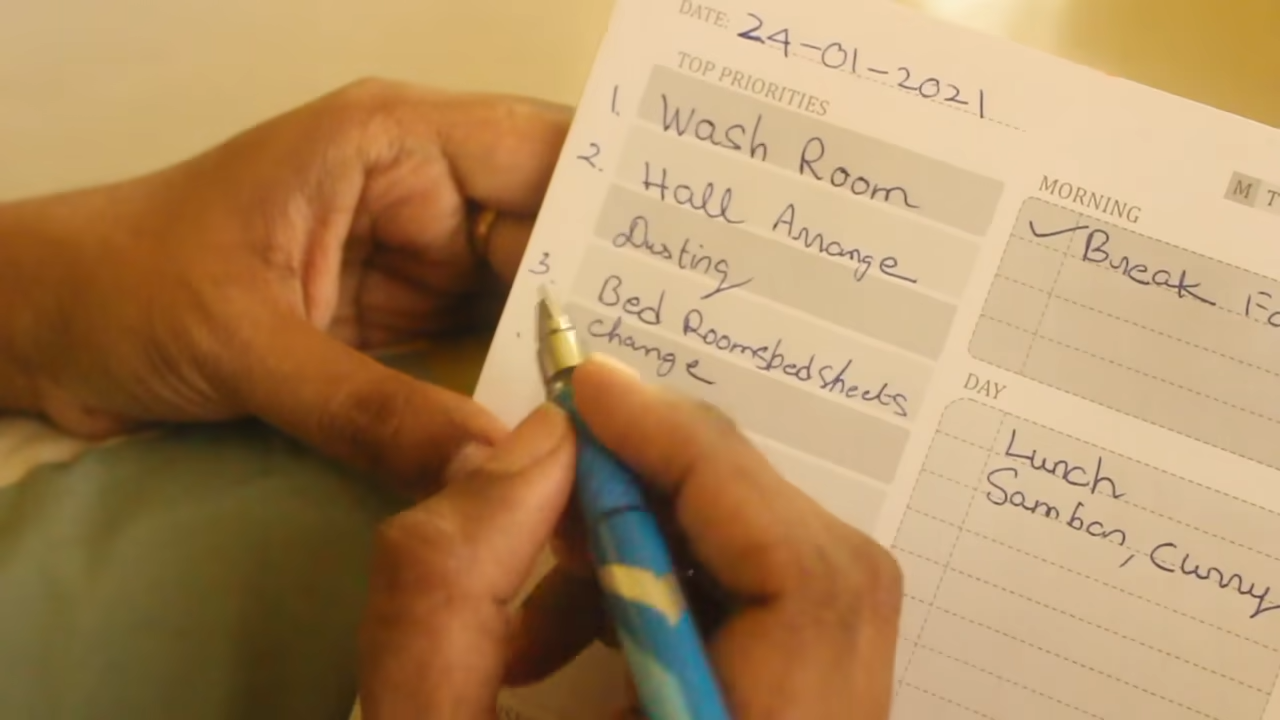 DATE: 24-01-2021
TOP PRIORITIES
1. Wash Room
2. Hall Arrange
Dusting
3. Bed Roomsbedsheets
change
M T
MORNING
Break Fa
DAY
Lunch
Sambar, Curry